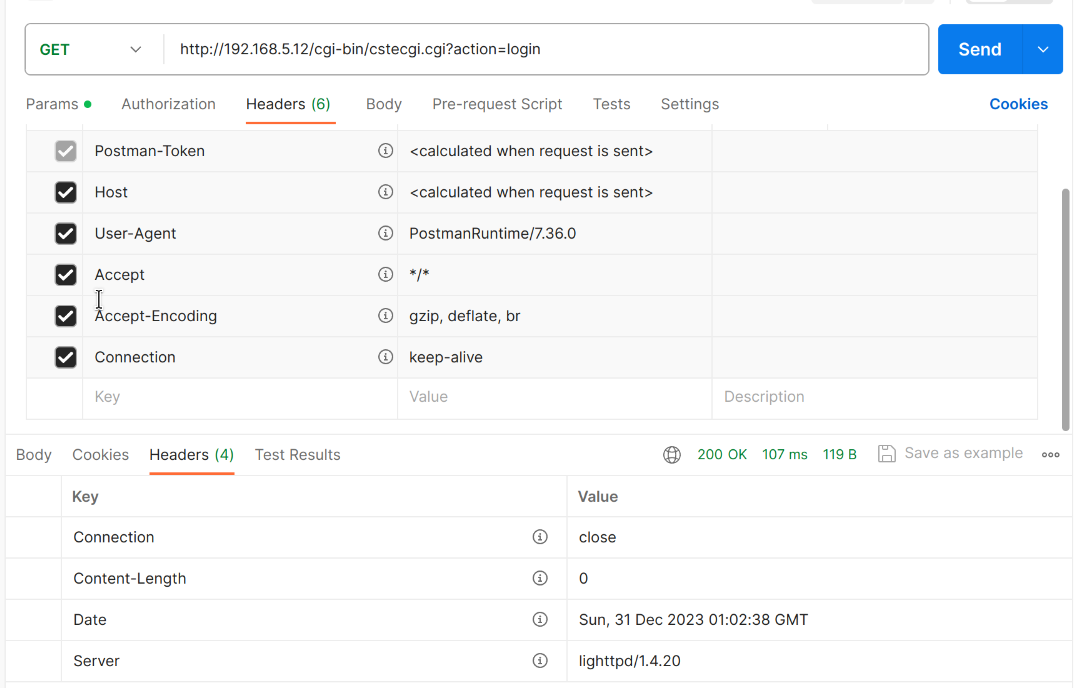 GET http://192.168.5.12/cgi-bin/cstecgi.cgi?action=login Send
Params Authorization Headers (6) Body Pre-request Script Tests Settings Cookies
Postman-Token <calculated when request is sent>
Host <calculated when request is sent>
User-Agent PostmanRuntime/7.36.0
Accept */*
Accept-Encoding gzip, deflate, br
Connection keep-alive
Key Value Description
Body Cookies Headers (4) Test Results 200 OK 107 ms 119 B Save as example
Key Value
Connection close
Content-Length 0
Date Sun, 31 Dec 2023 01:02:38 GMT
Server lighttpd/1.4.20